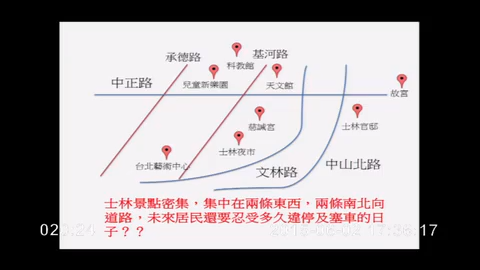 承德路
基河路
科教館
中正路
兒童新樂園
天文館
故宮
慈諴宮
士林官邸
士林夜市
台北藝術中心
文林路
中山北路
士林景點密集，集中在兩條東西，兩條南北向
道路，未來居民還要忍受多久違停及塞車的日
子？？